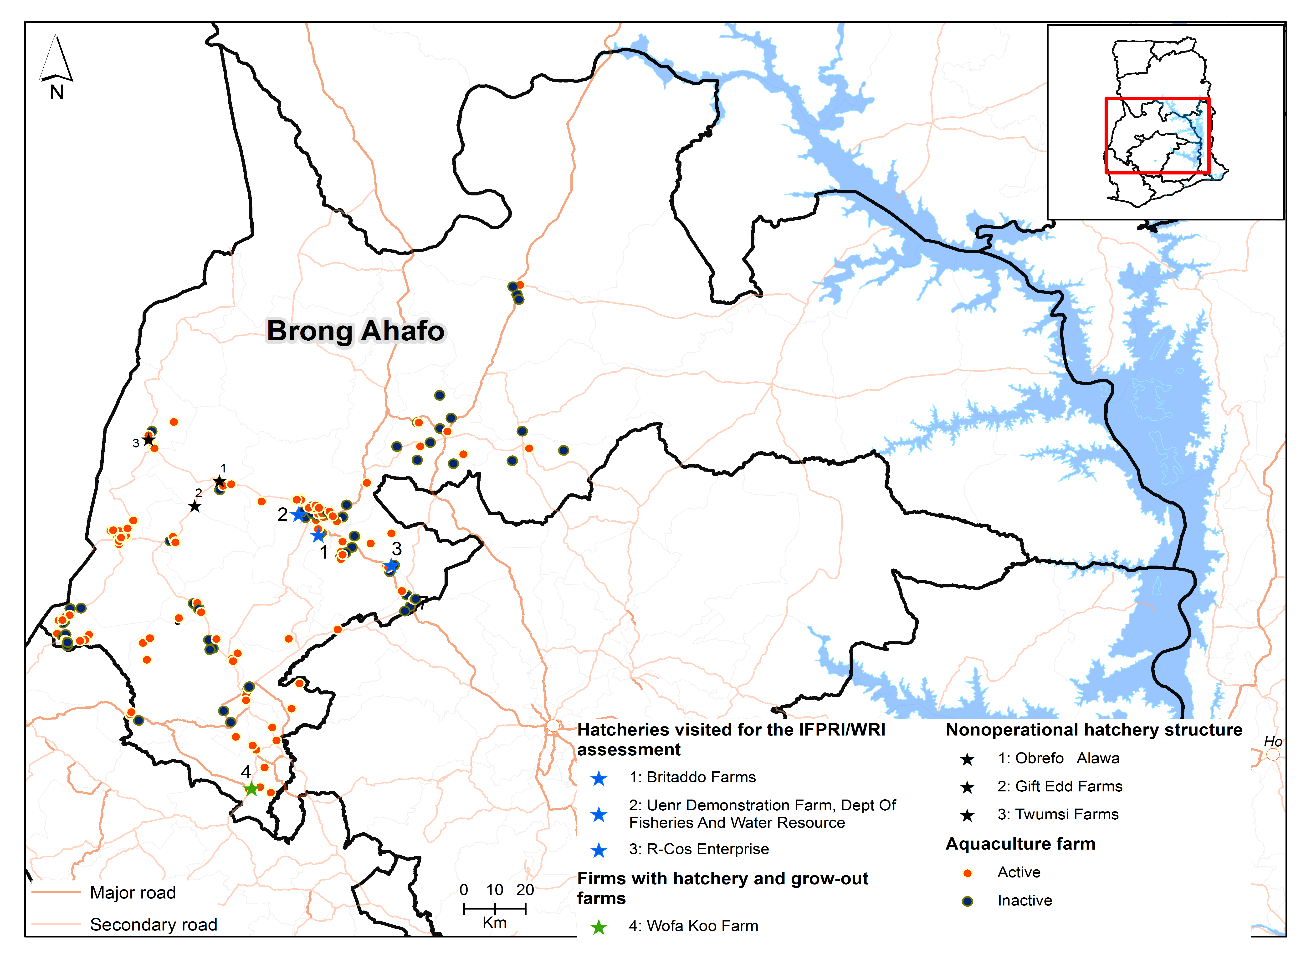 N
Brong Ahafo
3
1
2
2
1
3
4
Ho
Hatcheries visited for the IFPRI/WRI
assessment
1: Britaddo Farms
2: Uenr Demonstration Farm, Dept Of
Fisheries And Water Resource
3: R-Cos Enterprise
Firms with hatchery and grow-out
farms
4: Wofa Koo Farm
Nonoperational hatchery structure
1: Obrefo Alawa
2: Gift Edd Farms
3: Twumsi Farms
Aquaculture farm
Active
Inactive
Major road
Secondary road
0 10 20
Km